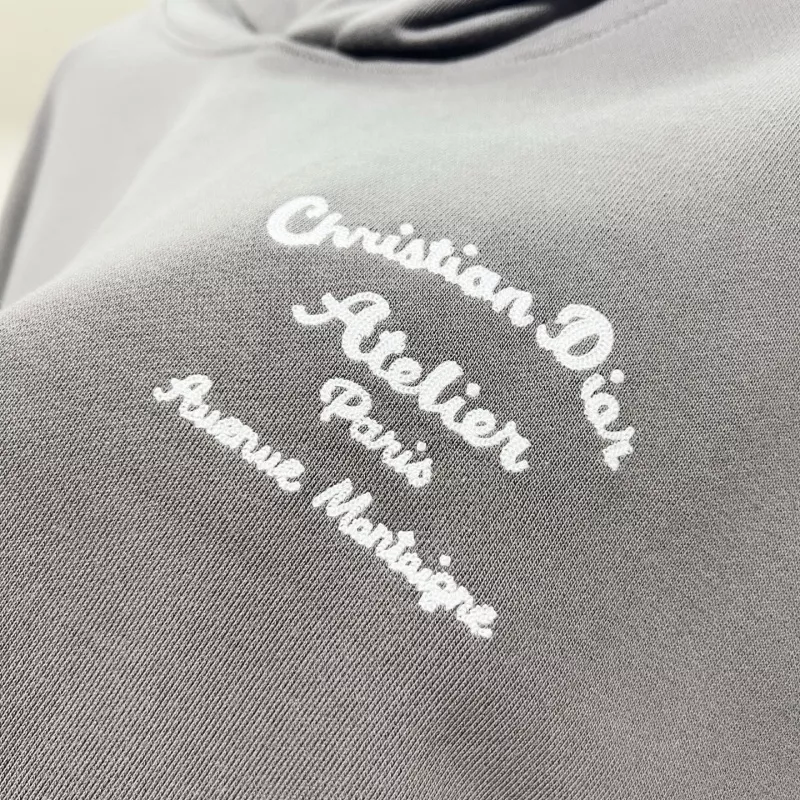 Christian Dior
Atelier
Paris
Avenue Montaigne